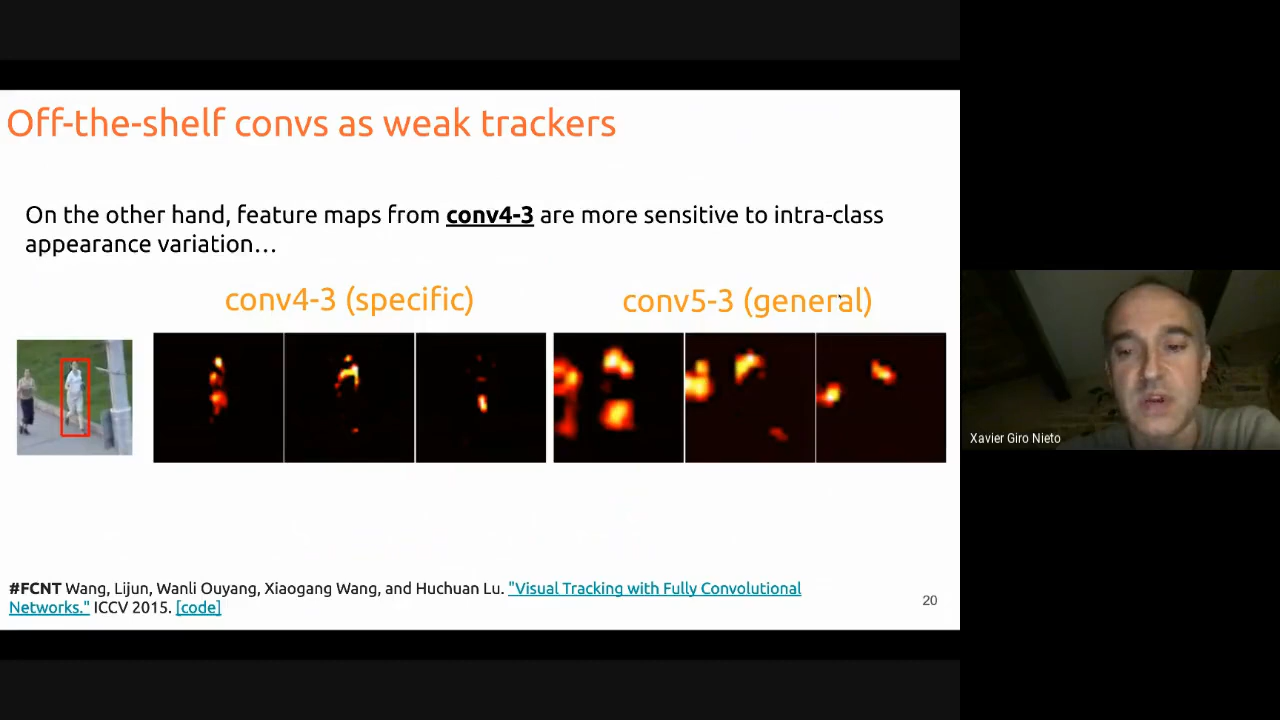 Off-the-shelf convs as weak trackers
On the other hand, feature maps from conv4-3 are more sensitive to intra-class
appearance variation…
conv4-3 (specific)
conv5-3 (general)
Xavier Giro Nieto
#FCNT Wang, Lijun, Wanli Ouyang, Xiaogang Wang, and Huchuan Lu. "Visual Tracking with Fully Convolutional
Networks." ICCV 2015. [code]
20